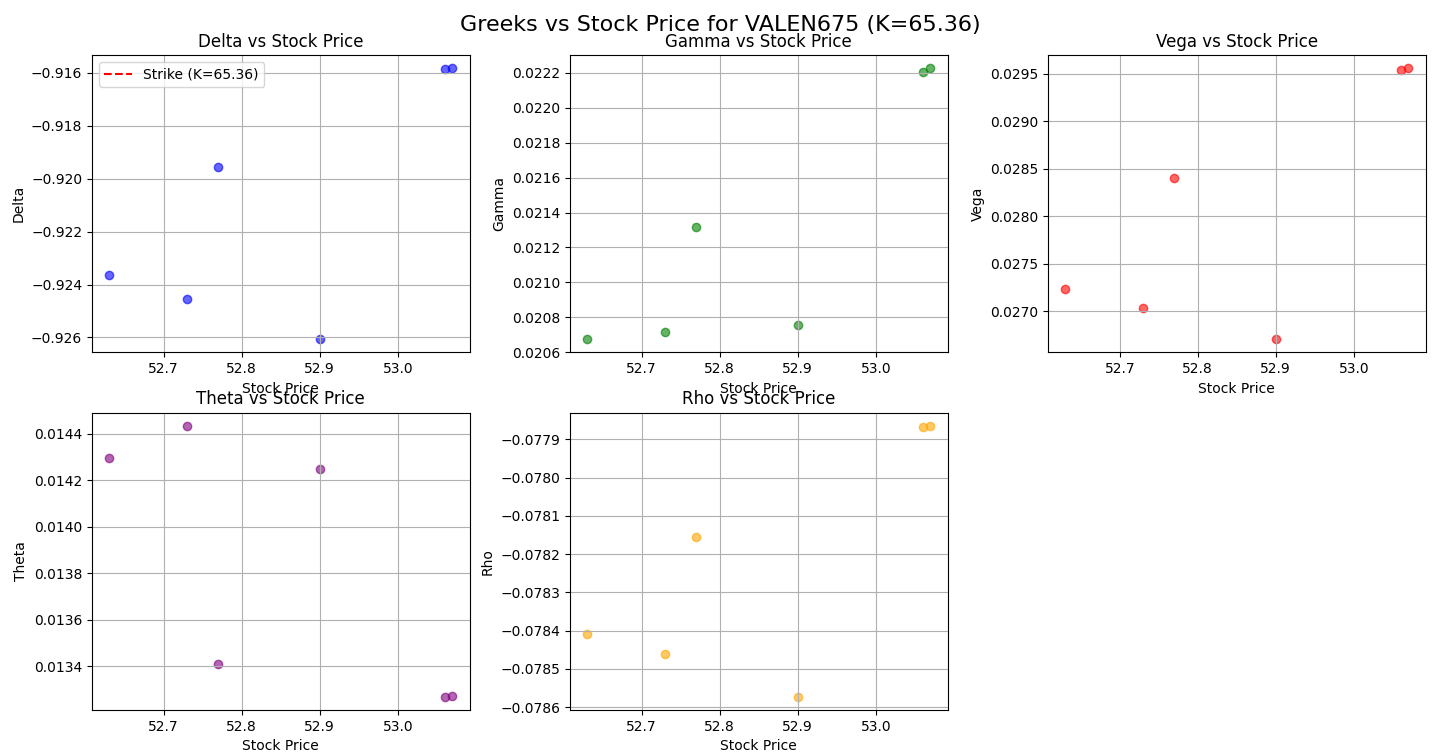 Greeks vs Stock Price for VALEN675 (K=65.36)
Delta vs Stock Price
Strike (K=65.36)
−0.916
−0.918
−0.920
−0.922
−0.924
−0.926
Delta
52.7 52.8 52.9 53.0
Stock Price
Gamma vs Stock Price
0.0222
0.0220
0.0218
0.0216
0.0214
0.0212
0.0210
0.0208
0.0206
Gamma
52.7 52.8 52.9 53.0
Stock Price
Vega vs Stock Price
0.0295
0.0290
0.0285
0.0280
0.0275
0.0270
Vega
52.7 52.8 52.9 53.0
Stock Price
Theta vs Stock Price
0.0144
0.0142
0.0140
0.0138
0.0136
0.0134
Theta
52.7 52.8 52.9 53.0
Stock Price
Rho vs Stock Price
−0.0779
−0.0780
−0.0781
−0.0782
−0.0783
−0.0784
−0.0785
−0.0786
Rho
52.7 52.8 52.9 53.0
Stock Price